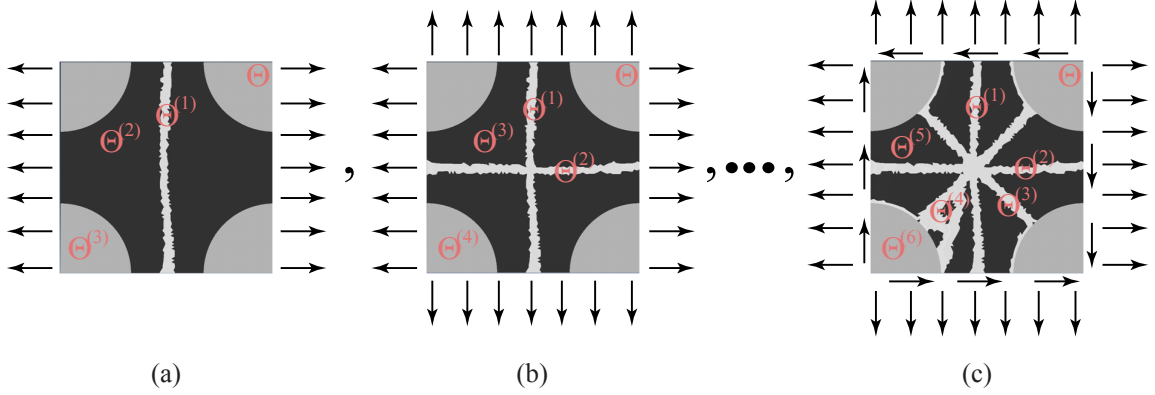 Θ
Θ(1)
Θ(2)
Θ(3)
,
Θ
Θ(1)
Θ(3)
Θ(2)
Θ(4)
, ••• ,
Θ
Θ(1)
Θ(5)
Θ(2)
Θ(3)
Θ(4)
Θ(6)
(a)
(b)
(c)